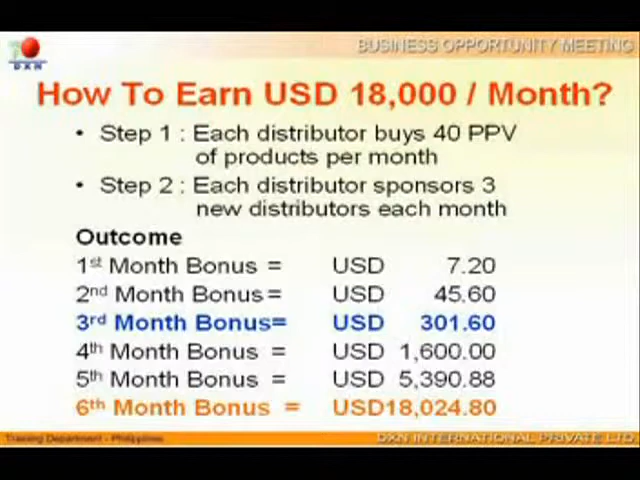 DXN
BUSINESS OPPORTUNITY MEETING
How To Earn USD 18,000 / Month?
• Step 1 : Each distributor buys 40 PPV
of products per month
• Step 2 : Each distributor sponsors 3
new distributors each month
Outcome
1st Month Bonus = USD 7.20
2nd Month Bonus= USD 45.60
3rd Month Bonus= USD 301.60
4th Month Bonus = USD 1,600.00
5th Month Bonus = USD 5,390.88
6th Month Bonus = USD18,024.80
Training Department - Philippines
DXN INTERNATIONAL PRIVATE LTD.